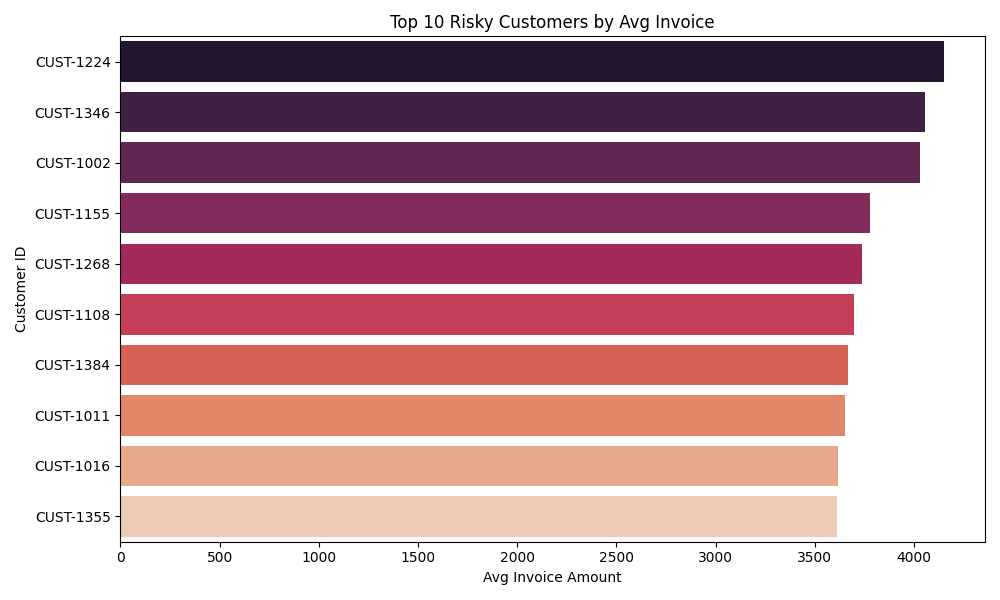 Top 10 Risky Customers by Avg Invoice
Customer ID
CUST-1224
CUST-1346
CUST-1002
CUST-1155
CUST-1268
CUST-1108
CUST-1384
CUST-1011
CUST-1016
CUST-1355
0 500 1000 1500 2000 2500 3000 3500 4000
Avg Invoice Amount